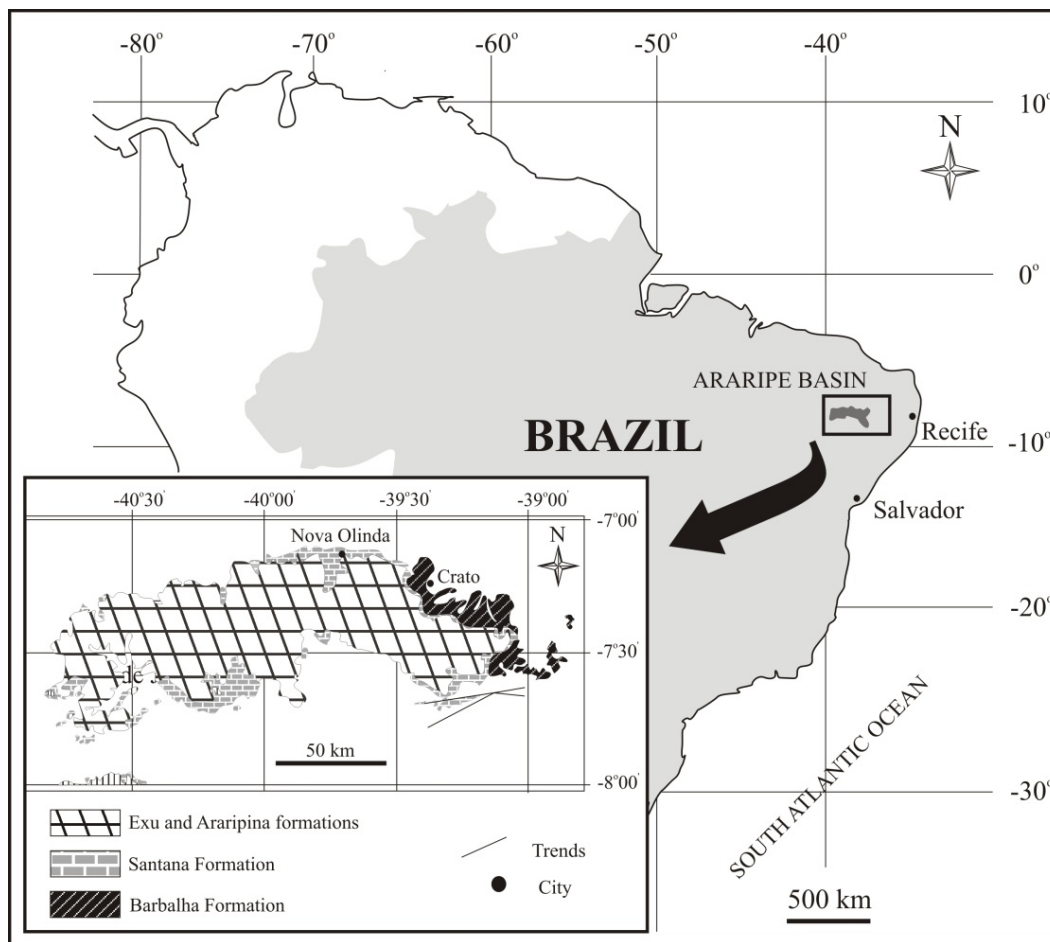 -80° -70° -60° -50° -40°
10°
N
0°
ARARIPE BASIN
BRAZIL
Recife
-10°
Salvador
-20°
SOUTH ATLANTIC OCEAN
-30°
500 km
-40°30' -40°00' -39°30' -39°00'
-7°00'
Nova Olinda
N
Crato
-7°30'
de
50 km
-8°00'
Exu and Araripina formations
Santana Formation
Barbalha Formation
Trends
City